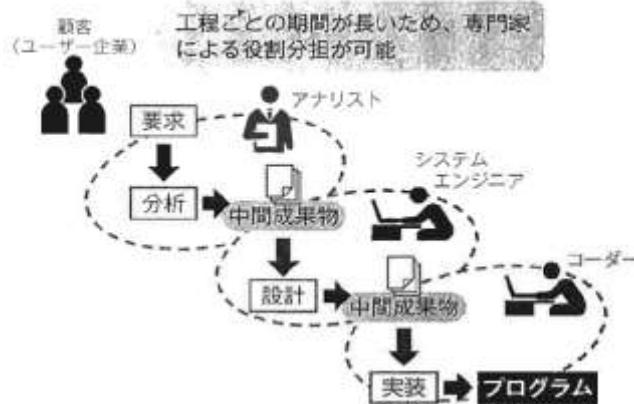 顧客
(ユーザー企業)
工程ごとの期間が長いため、専門家
による役割分担が可能
アナリスト
要求
システム
エンジニア
分析
中間成果物
コーダー
設計
中間成果物
実装
プログラム